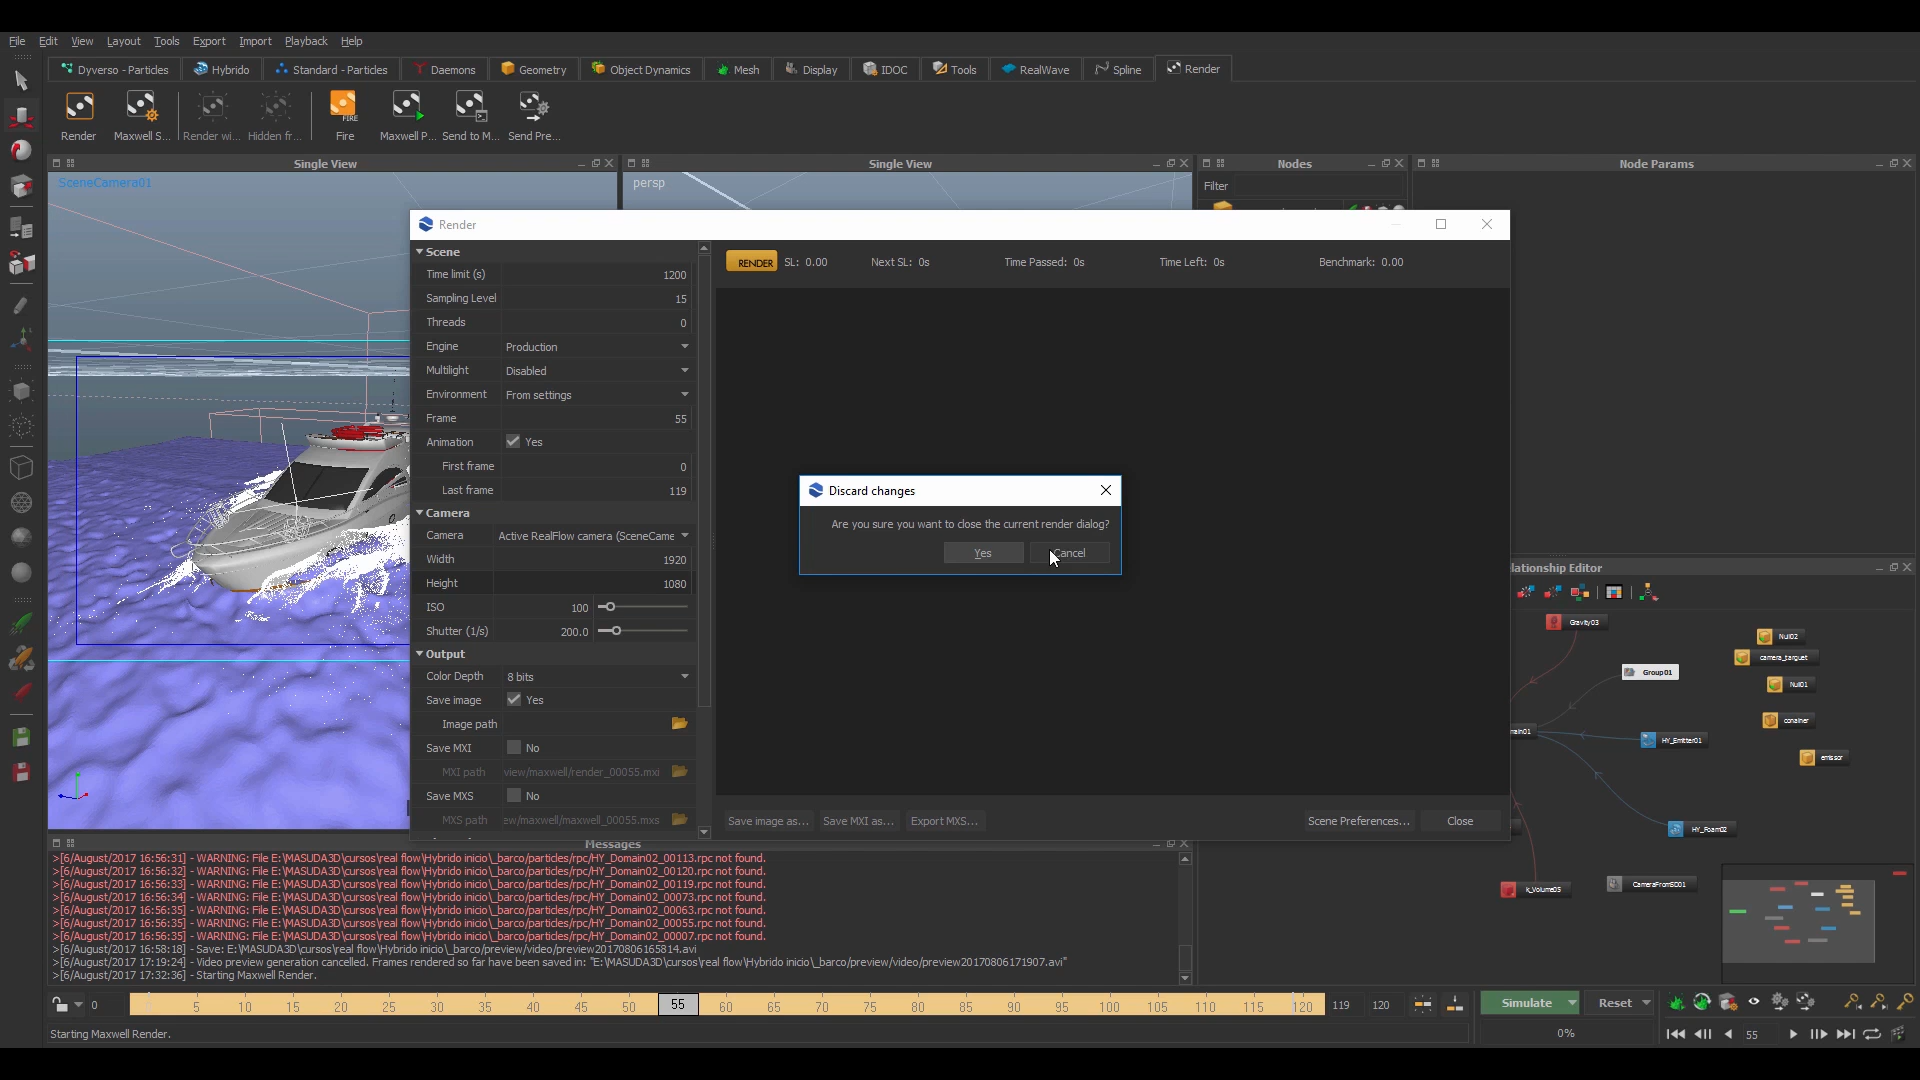 File Edit View Layout Tools Export Import Playback Help
Dyverso - Particles Hybrido Standard - Particles Daemons Geometry Object Dynamics Mesh Display IDOC Tools RealWave Spline Render
Render Maxwell S... Render wi... Hidden fr... Fire Maxwell P... Send to M... Send Pre...
FIRE
Single View Single View Nodes Node Params
SceneCamera01 persp Filter
Render
Scene
RENDER SL: 0.00 Next SL: 0s Time Passed: 0s Time Left: 0s Benchmark: 0.00
Time limit (s) 1200
Sampling Level 15
Threads 0
Engine Production
Multilight Disabled
Environment From settings
Frame 55
Animation Yes
First frame 0
Last frame 119
Camera
Camera Active RealFlow camera (SceneCame
Width 1920
Height 1080
ISO 100
Shutter (1/s) 200.0
Output
Color Depth 8 bits
Save image Yes
Image path
Save MXI No
MXI path view/maxwell/render_00055.mxi
Save MXS No
MXS path ew/maxwell/maxwell_00055.mxs
Discard changes
Are you sure you want to close the current render dialog?
Yes Cancel
Save image as... Save MXI as... Export MXS... Scene Preferences... Close
lationship Editor
Gravity03
Null02
camera_targuet
Group01
Null01
conainer
main01
HY_Emitter01
emissor
HY_Foam02
k_Volume05
CameraFromSD01
Messages
>[6/August/2017 16:56:31] - WARNING: File E:\MASUDA3D\cursos\real flow\Hybrido inicio\_barco/particles/rpc/HY_Domain02_00113.rpc not found.
>[6/August/2017 16:56:32] - WARNING: File E:\MASUDA3D\cursos\real flow\Hybrido inicio\_barco/particles/rpc/HY_Domain02_00120.rpc not found.
>[6/August/2017 16:56:33] - WARNING: File E:\MASUDA3D\cursos\real flow\Hybrido inicio\_barco/particles/rpc/HY_Domain02_00119.rpc not found.
>[6/August/2017 16:56:34] - WARNING: File E:\MASUDA3D\cursos\real flow\Hybrido inicio\_barco/particles/rpc/HY_Domain02_00073.rpc not found.
>[6/August/2017 16:56:35] - WARNING: File E:\MASUDA3D\cursos\real flow\Hybrido inicio\_barco/particles/rpc/HY_Domain02_00063.rpc not found.
>[6/August/2017 16:56:35] - WARNING: File E:\MASUDA3D\cursos\real flow\Hybrido inicio\_barco/particles/rpc/HY_Domain02_00055.rpc not found.
>[6/August/2017 16:56:35] - WARNING: File E:\MASUDA3D\cursos\real flow\Hybrido inicio\_barco/particles/rpc/HY_Domain02_00007.rpc not found.
>[6/August/2017 16:58:18] - Save: E:\MASUDA3D\cursos\real flow\Hybrido inicio\_barco/preview/video/preview20170806165814.avi
>[6/August/2017 17:19:24] - Video preview generation cancelled. Frames rendered so far have been saved in: "E:\MASUDA3D\cursos\real flow\Hybrido inicio\_barco/preview/video/preview20170806171907.avi"
>[6/August/2017 17:32:36] - Starting Maxwell Render.
0 5 10 15 20 25 30 35 40 45 50 55 60 65 70 75 80 85 90 95 100 105 110 115 120 119 120 Simulate Reset
Starting Maxwell Render. 0% 55